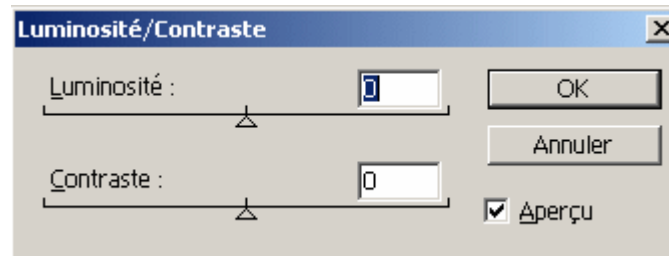 Luminosité/Contraste
Luminosité : 0
OK
Annuler
Contraste : 0
Aperçu